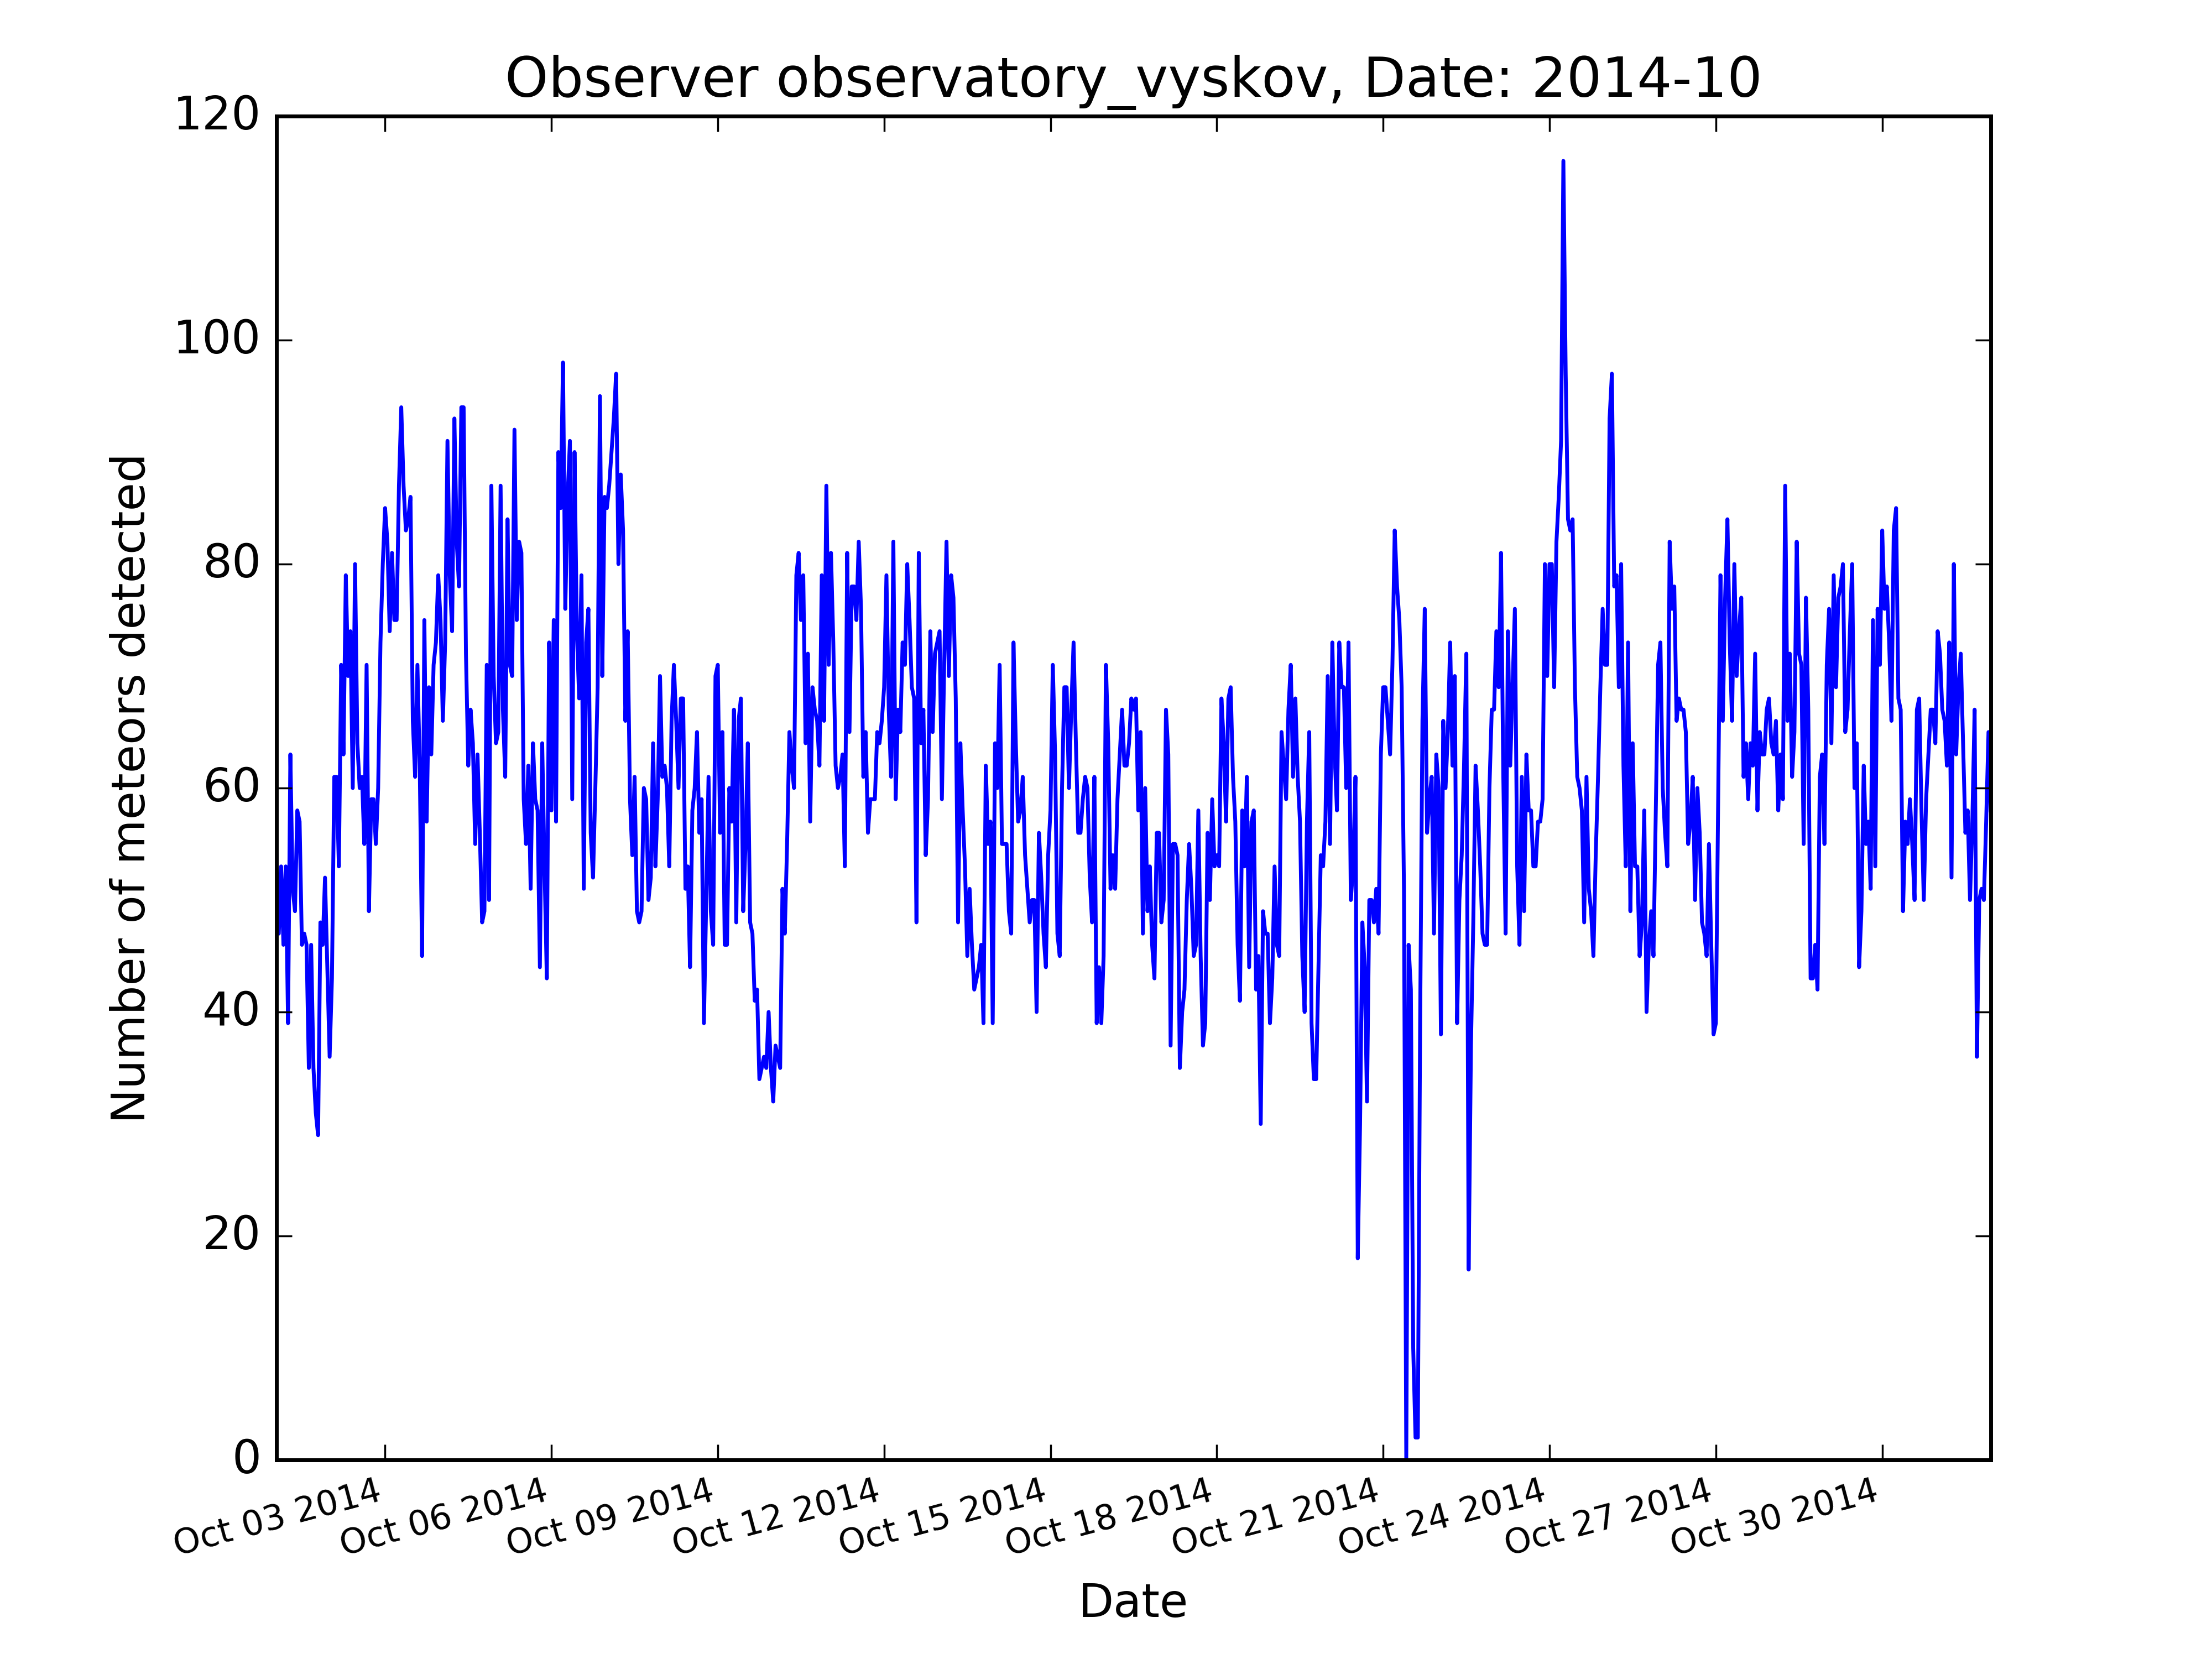 Observer observatory_vyskov, Date: 2014-10
Number of meteors detected
120
100
80
60
40
20
0
Oct 03 2014
Oct 06 2014
Oct 09 2014
Oct 12 2014
Oct 15 2014
Oct 18 2014
Oct 21 2014
Oct 24 2014
Oct 27 2014
Oct 30 2014
Date